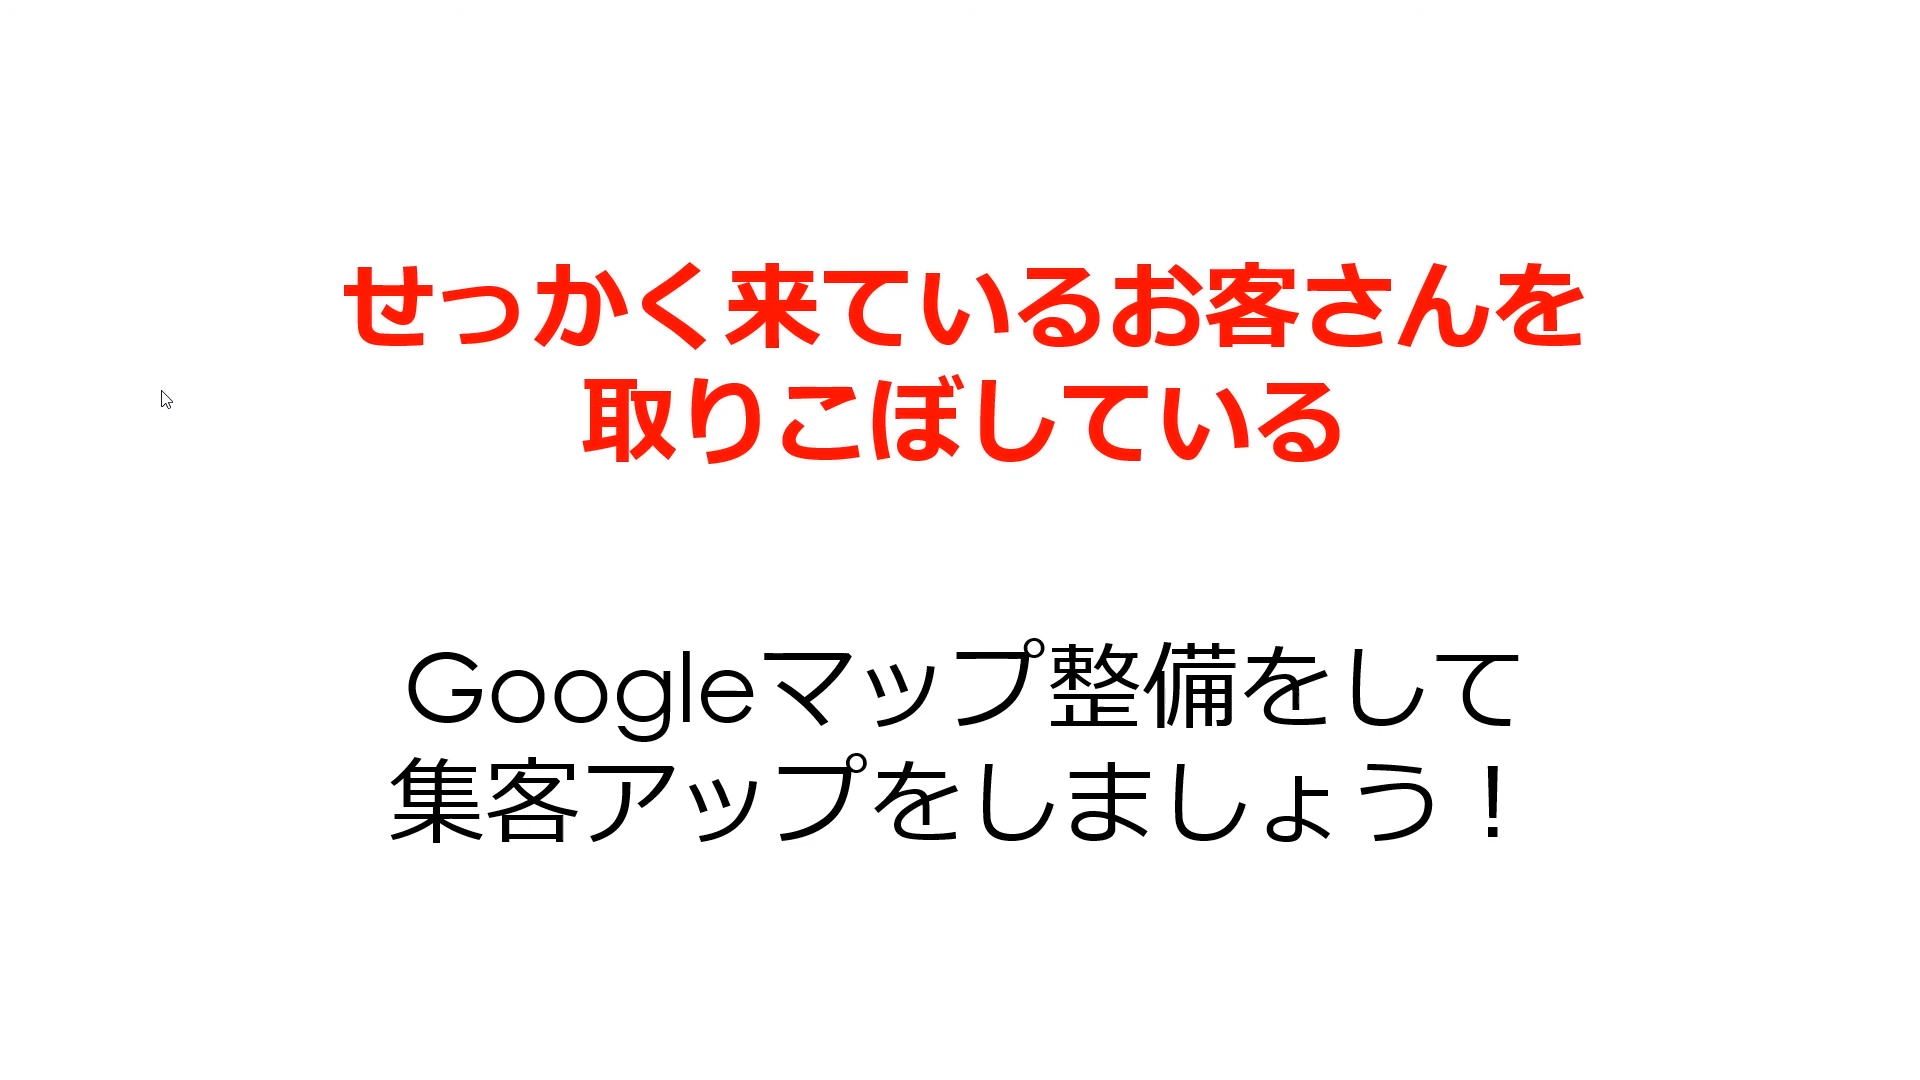 せっかく来ているお客さんを
取りこぼしている
Googleマップ整備をして
集客アップをしましょう！